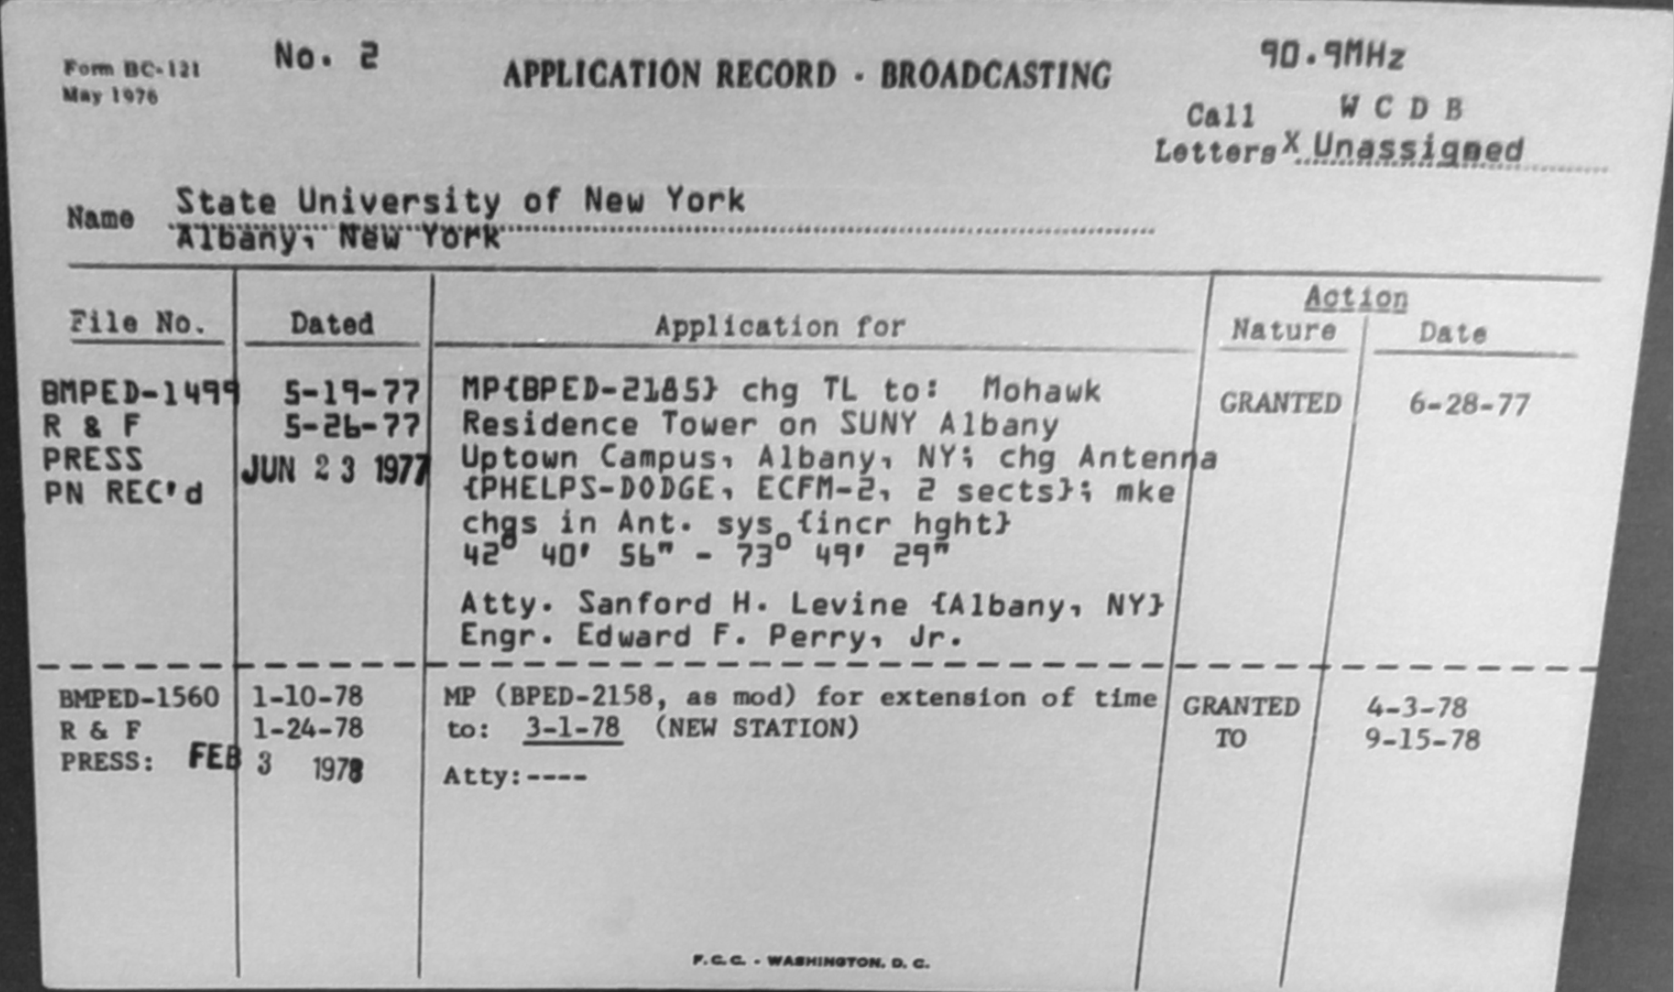 Form BC-121
May 1976
No. 2
APPLICATION RECORD - BROADCASTING
90.9MHz
Call W C D B
Letters X Unassigned
Name State University of New York
Albany, New York
File No. Dated Application for Action
Nature Date
BMPED-1499 5-19-77 MP{BPED-2185} chg TL to: Mohawk GRANTED 6-28-77
R & F 5-26-77 Residence Tower on SUNY Albany
PRESS JUN 23 1977 Uptown Campus, Albany, NY; chg Antenna
PN REC'd {PHELPS-DODGE, ECFM-2, 2 sects}; mke
chgs in Ant. sys {incr hght}
42° 40' 56" - 73° 49' 29"
Atty. Sanford H. Levine {Albany, NY}
Engr. Edward F. Perry, Jr.
BMPED-1560 1-10-78 MP (BPED-2158, as mod) for extension of time GRANTED 4-3-78
R & F 1-24-78 to: 3-1-78 (NEW STATION) TO 9-15-78
PRESS: FEB 3 1978
Atty:----
F.C.C. - WASHINGTON, D. C.